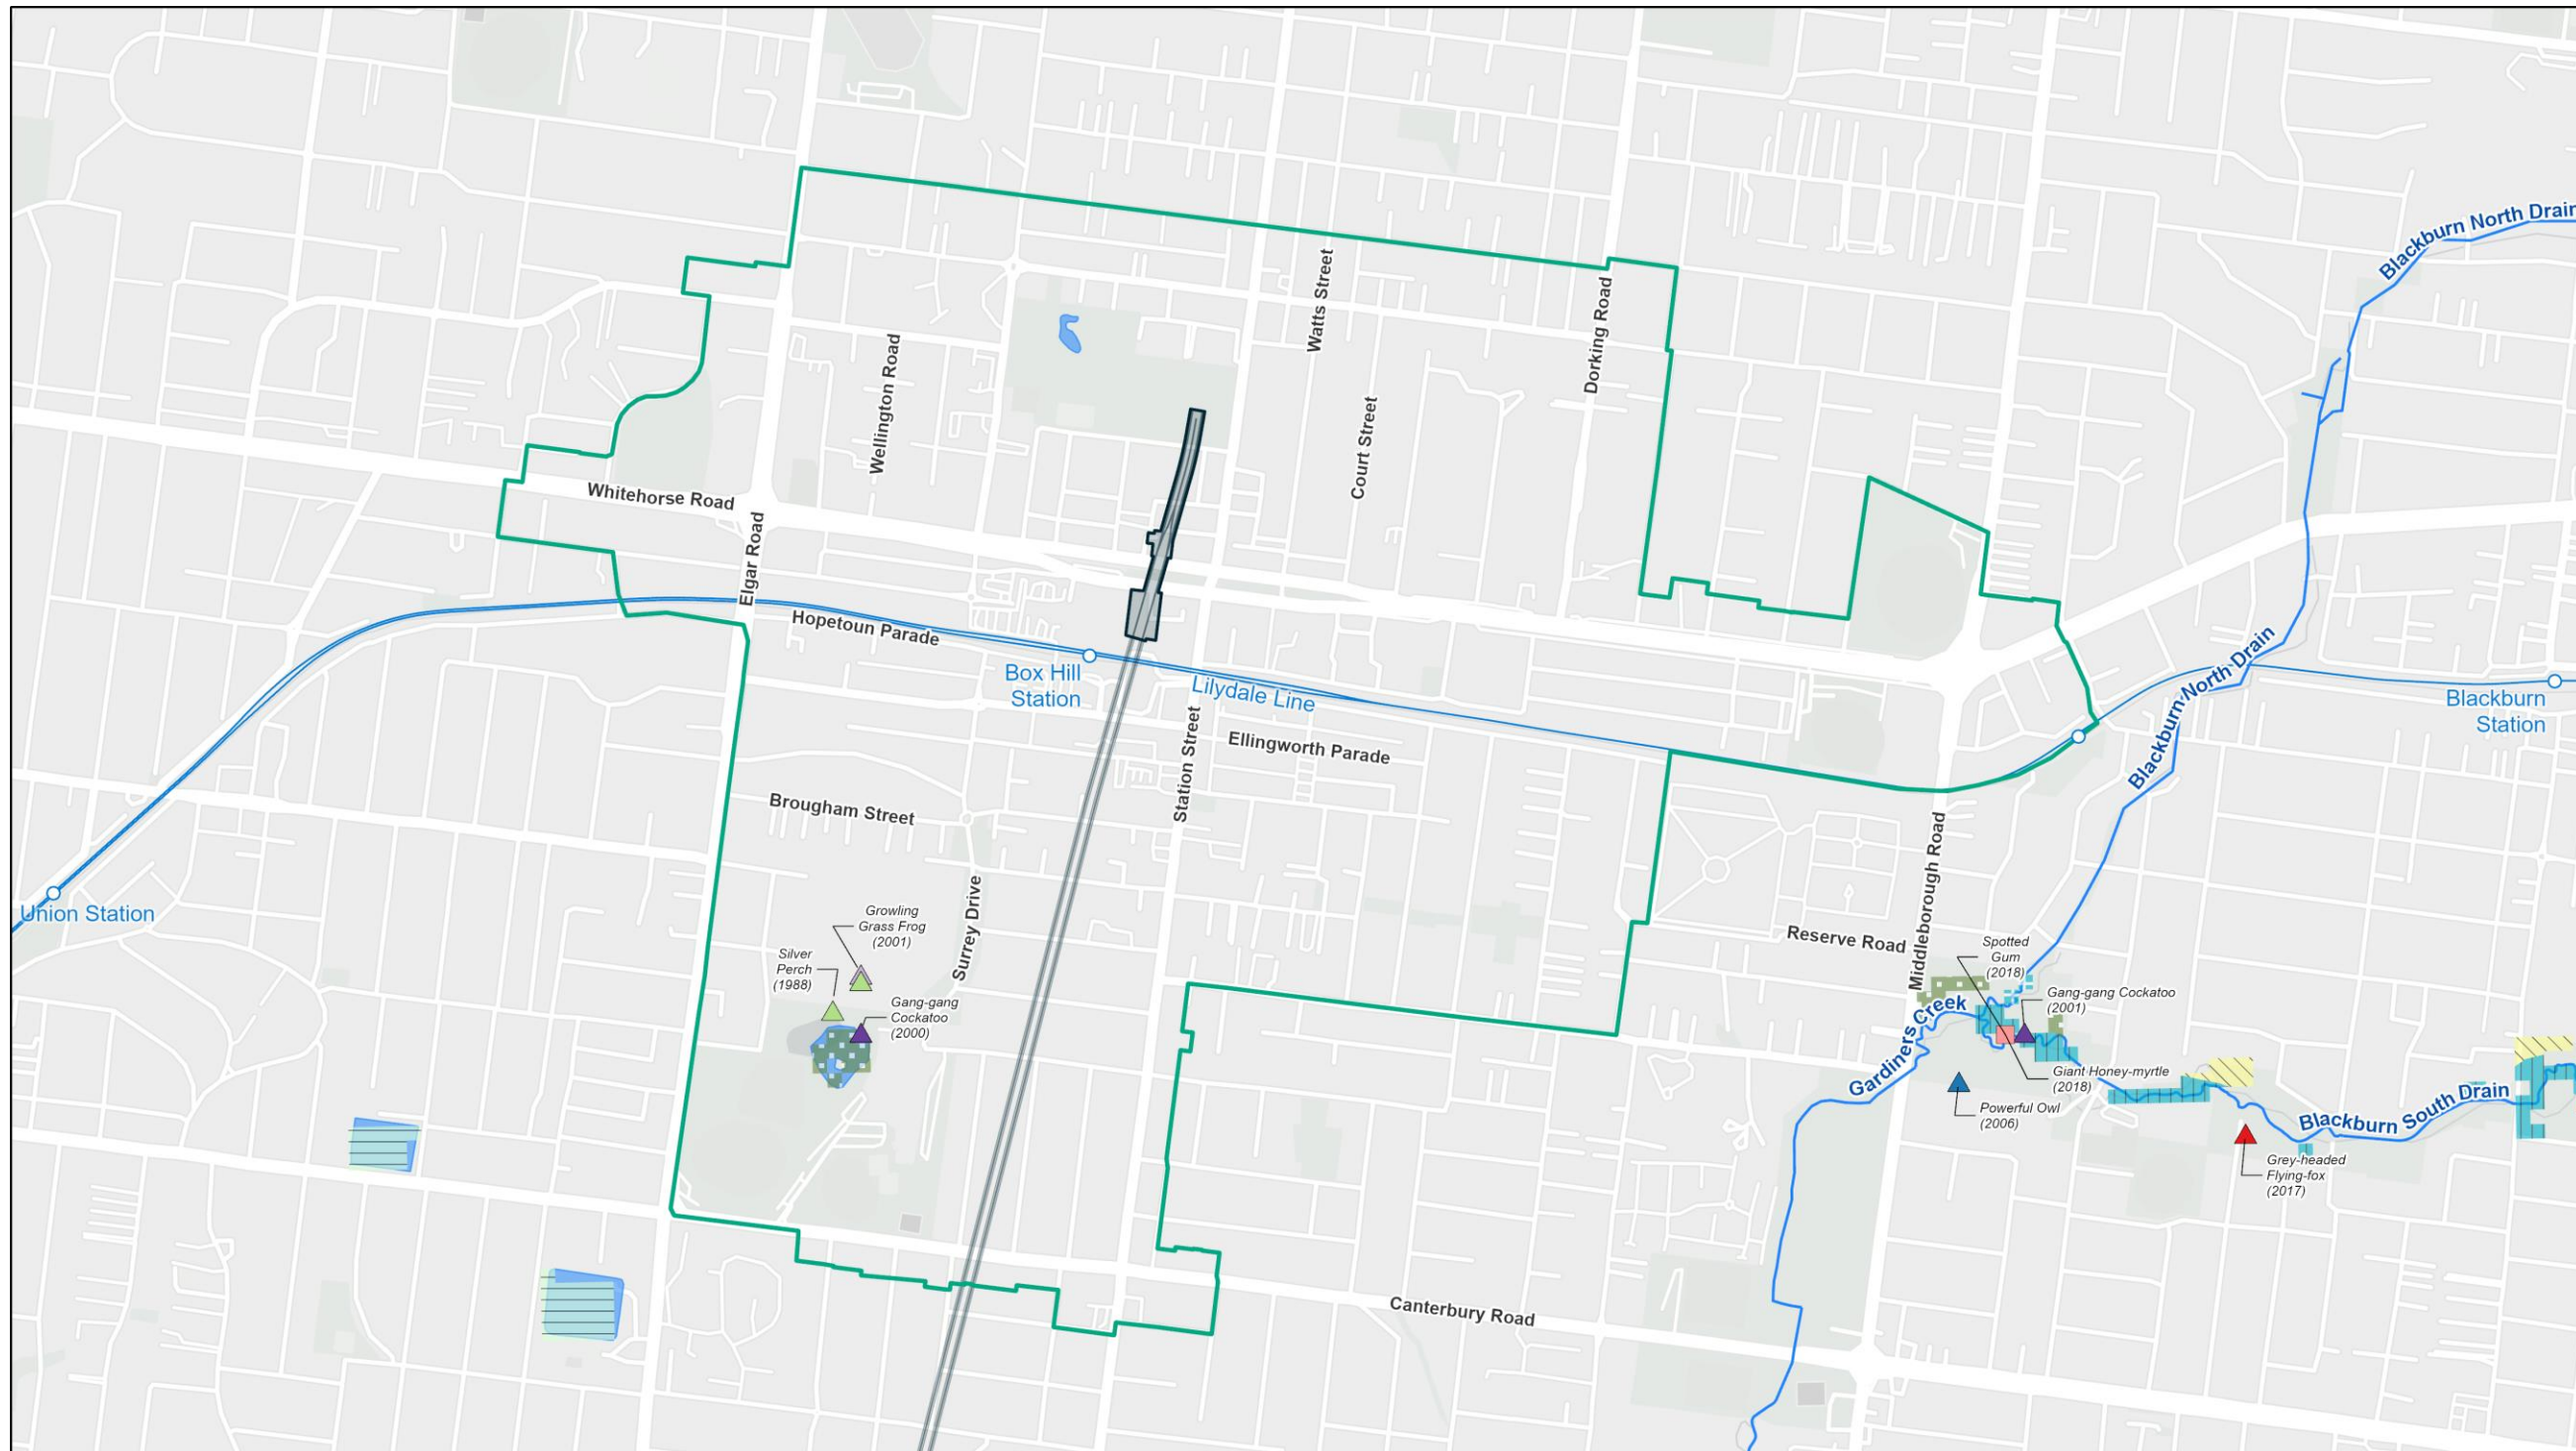 Blackburn North Drain
Watts Street
Dorking Road
Wellington Road
Court Street
Whitehorse Road
Elgar Road
Hopetoun Parade
Box Hill
Station
Lilydale Line
Blackburn North Drain
Blackburn
Station
Station Street
Ellingworth Parade
Brougham Street
Middleborough Road
Union Station
Surrey Drive
Growling
Grass Frog
(2001)
Silver
Perch
(1988)
Gang-gang
Cockatoo
(2000)
Reserve Road
Spotted
Gum
(2018)
Gang-gang Cockatoo
(2001)
Gardiners Creek
Giant Honey-myrtle
(2018)
Powerful Owl
(2006)
Blackburn South Drain
Grey-headed
Flying-fox
(2017)
Canterbury Road